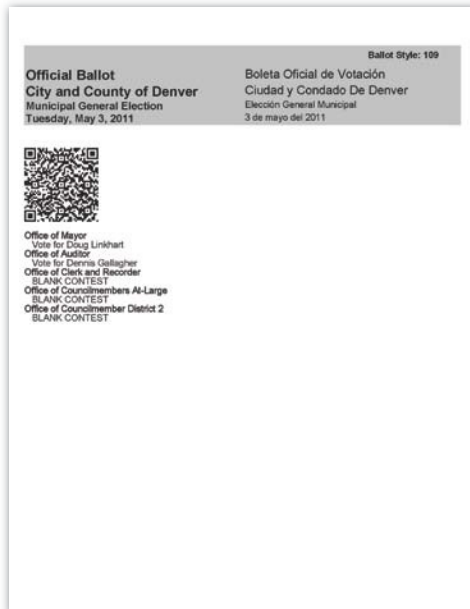 Ballot Style: 109
Official Ballot
City and County of Denver
Municipal General Election
Tuesday, May 3, 2011
Boleta Oficial de Votación
Ciudad y Condado De Denver
Elección General Municipal
3 de mayo del 2011
Office of Mayor
Vote for Doug Linkhart
Office of Auditor
Vote for Dennis Gallagher
Office of Clerk and Recorder
BLANK CONTEST
Office of Councilmembers At-Large
BLANK CONTEST
Office of Councilmember District 2
BLANK CONTEST